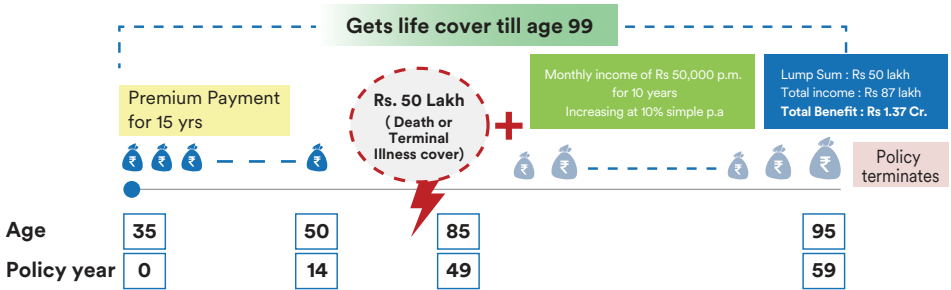 Gets life cover till age 99
Premium Payment
for 15 yrs
₹ ₹ ₹ ₹
Rs. 50 Lakh
( Death or
Terminal
Illness cover)
+
Monthly income of Rs 50,000 p.m.
for 10 years
Increasing at 10% simple p.a
Lump Sum : Rs 50 lakh
Total income : Rs 87 lakh
Total Benefit : Rs 1.37 Cr.
₹ ₹ ₹ ₹ ₹
Policy
terminates
Age 35 50 85 95
Policy year 0 14 49 59